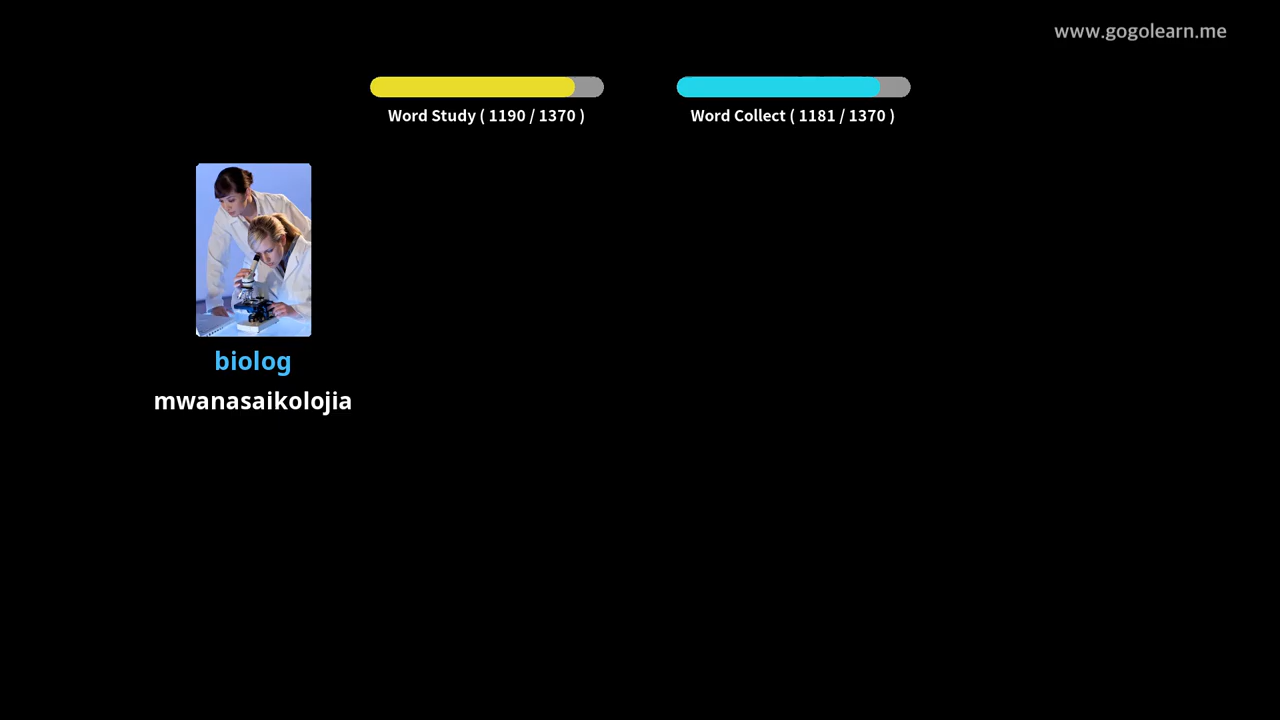 www.gogolearn.me
Word Study ( 1190 / 1370 )
Word Collect ( 1181 / 1370 )
biolog
mwanasaikolojia